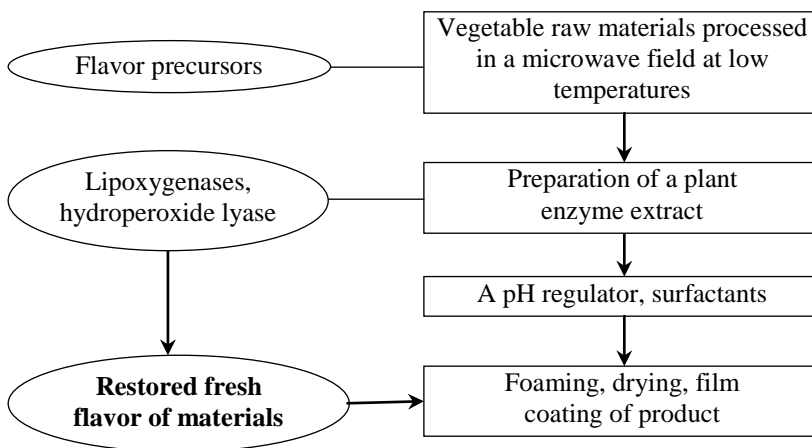 Flavor precursors
Vegetable raw materials processed
in a microwave field at low
temperatures
Lipoxygenases,
hydroperoxide lyase
Preparation of a plant
enzyme extract
A pH regulator, surfactants
Restored fresh
flavor of materials
Foaming, drying, film
coating of product